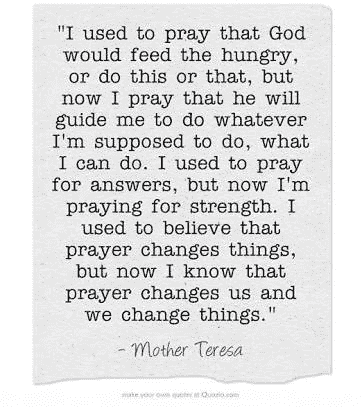 "I used to pray that God
would feed the hungry,
or do this or that, but
now I pray that he will
guide me to do whatever
I'm supposed to do, what
I can do. I used to pray
for answers, but now I'm
praying for strength. I
used to believe that
prayer changes things,
but now I know that
prayer changes us and
we change things."
- Mother Teresa
make your own quotes at Quozio.com